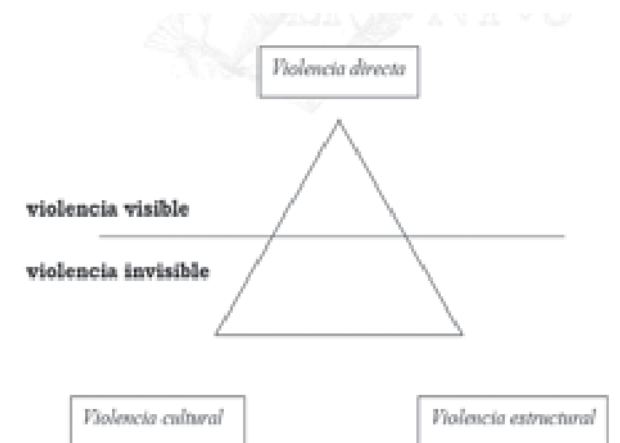 Violencia directa
violencia visible
violencia invisible
Violencia cultural
Violencia estructural